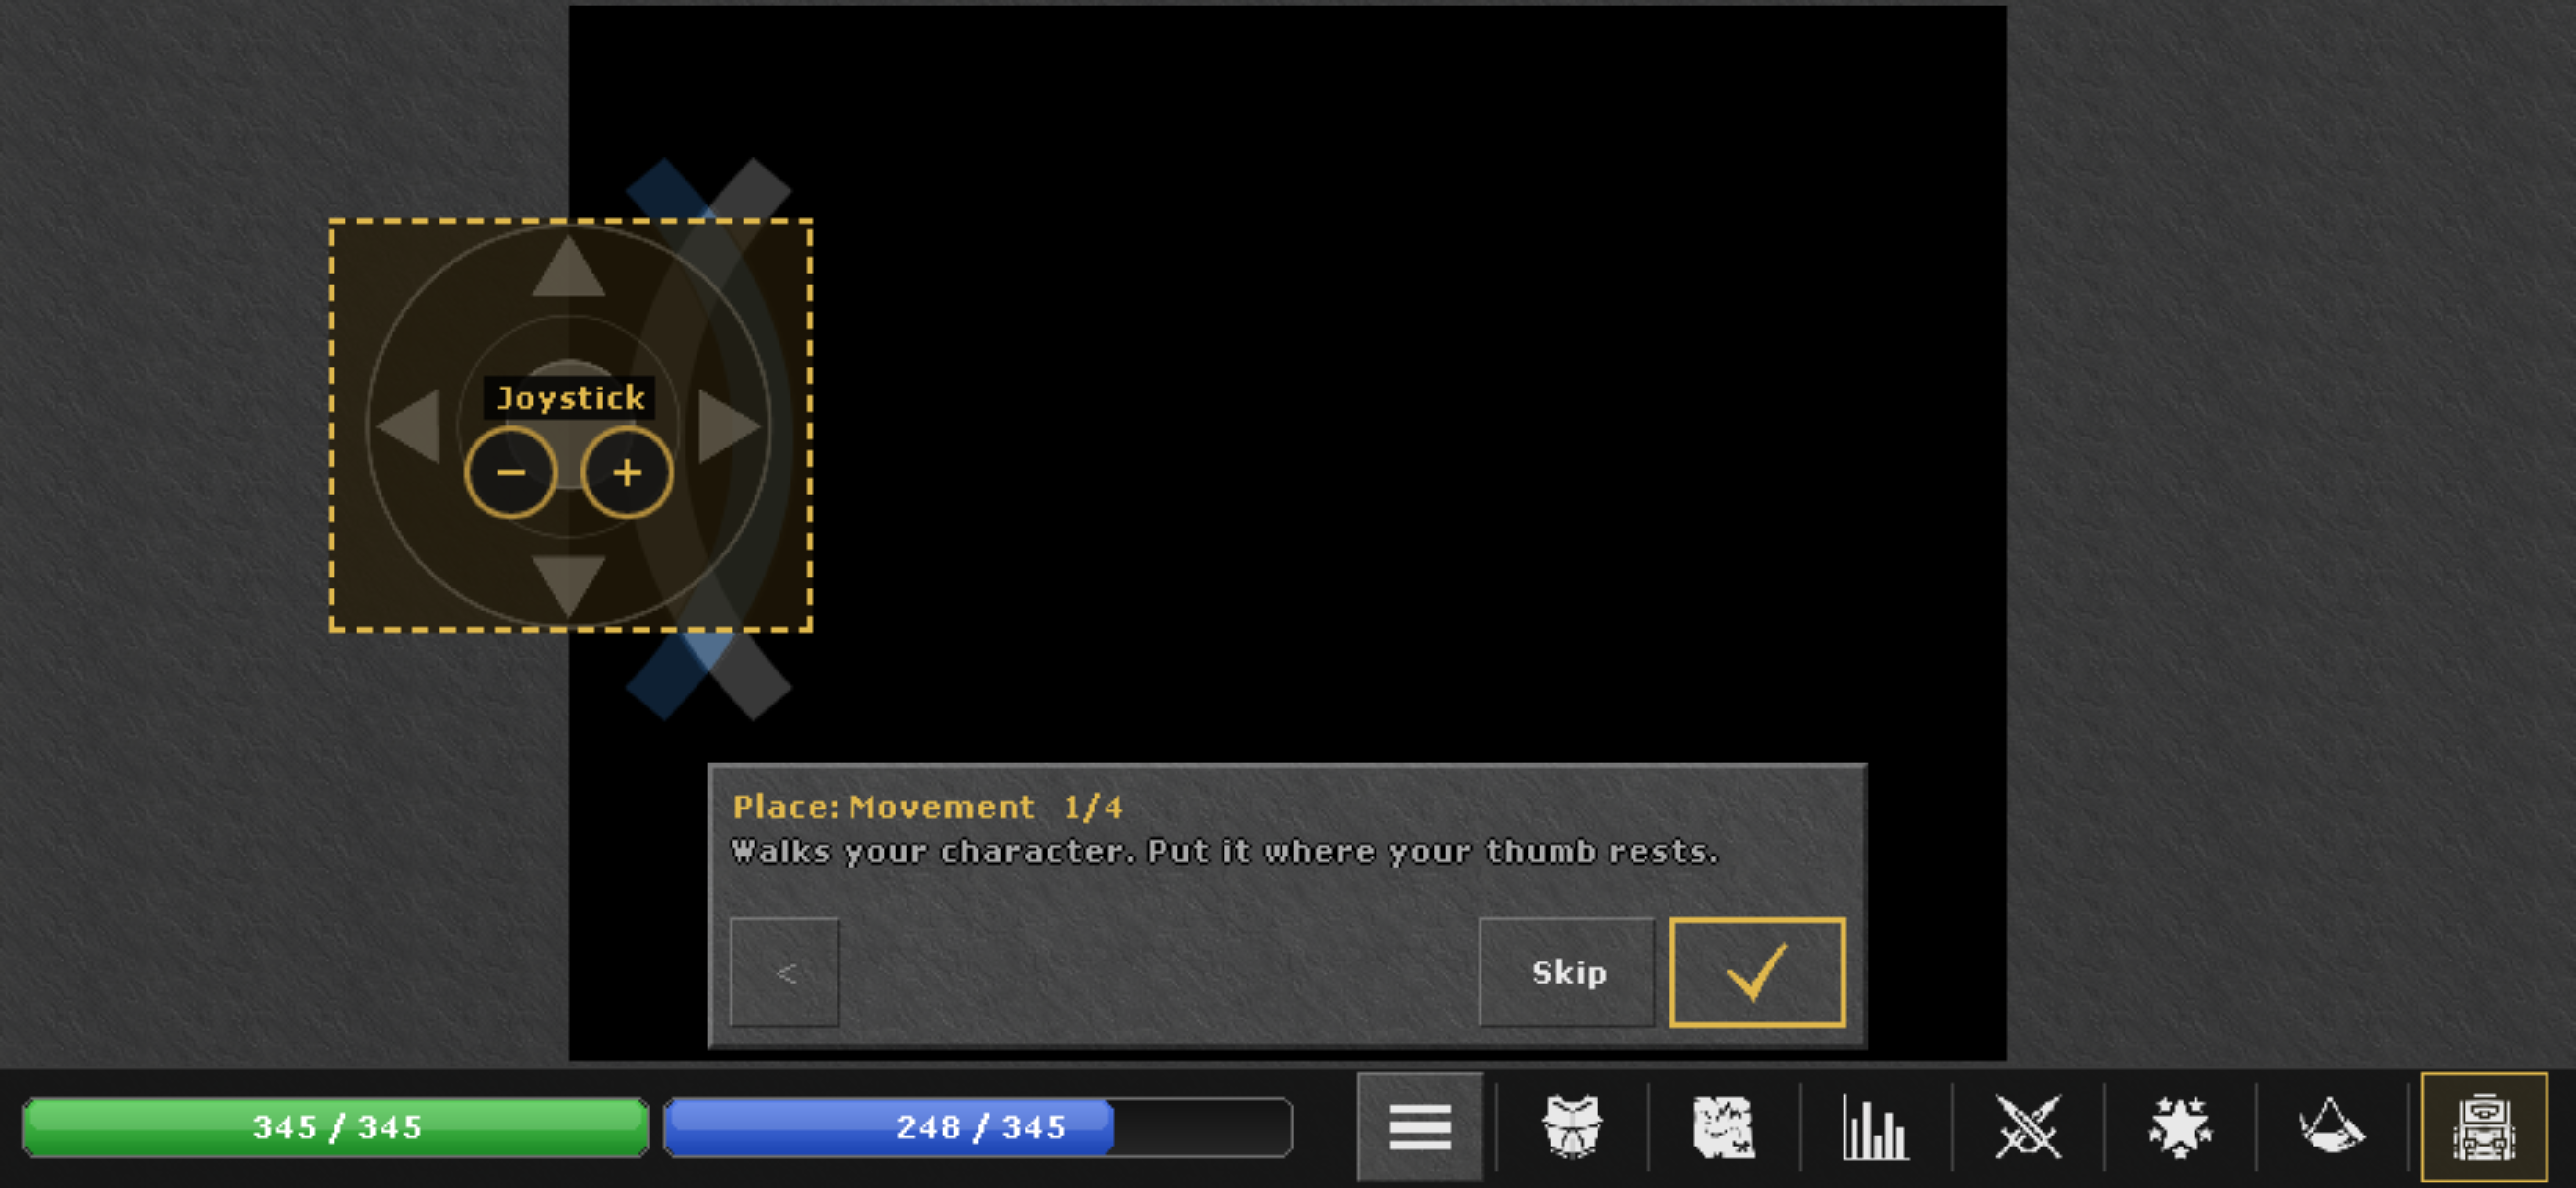 Joystick
− +
Place: Movement 1/4
Walks your character. Put it where your thumb rests.
< Skip
345 / 345 248 / 345